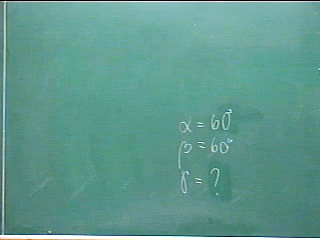 α = 60°
β = 60°
γ = ?